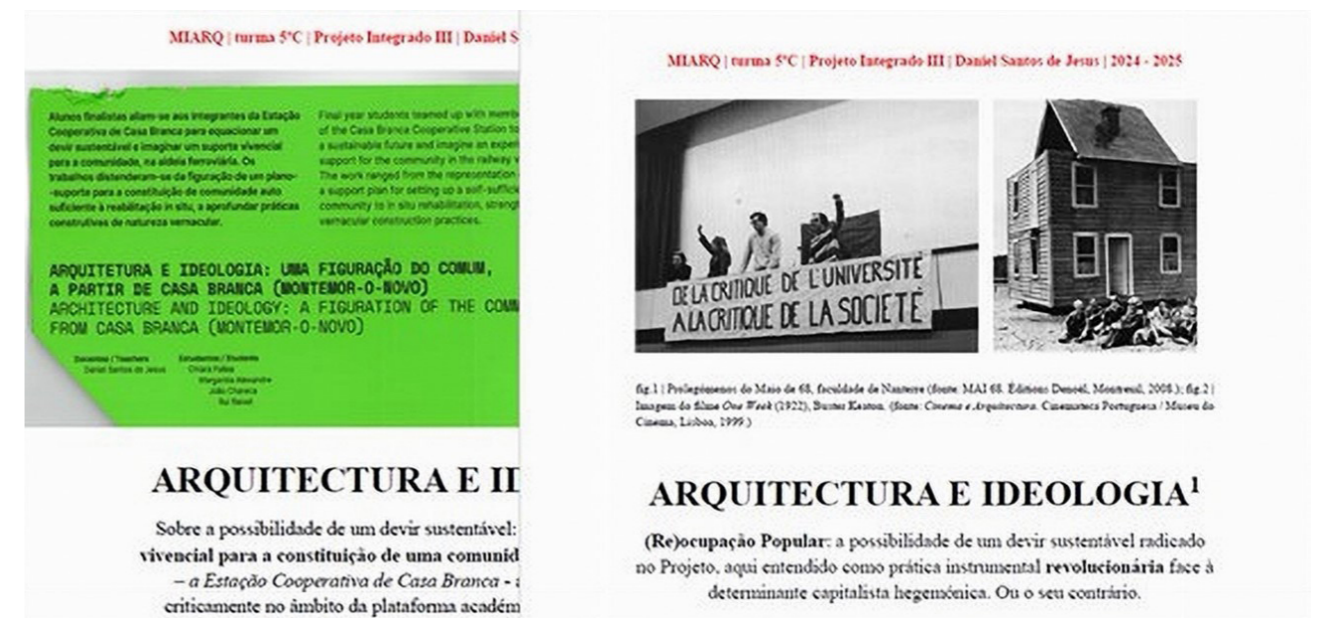 MIARQ | turma 5ºC | Projeto Integrado III | Daniel S
Alunos finalistas aliam-se aos integrantes da Estação
Cooperativa de Casa Branca para equacionar um
devir sustentável e imaginar um suporte vivencial
para a comunidade, na aldeia ferroviária. Os
trabalhos distenderam-se da figuração de um plano-
-suporte para a constituição de comunidade auto
suficiente à reabilitação in situ, a aprofundar práticas
construtivas de natureza vernacular.
Final year students teamed up with memb
of the Casa Branca Cooperative Station to
a sustainable future and imagine an experi
support for the community in the railway v
The work ranged from the representation
a support plan for setting up a self-suffici
community to in situ rehabilitation, strengt
vernacular construction practices.
ARQUITETURA E IDEOLOGIA: UMA FIGURAÇÃO DO COMUM,
A PARTIR DE CASA BRANCA (MONTEMOR-O-NOVO)
ARCHITECTURE AND IDEOLOGY: A FIGURATION OF THE COMM
FROM CASA BRANCA (MONTEMOR-O-NOVO)
Docentes / Teachers
Daniel Santos de Jesus
Estudantes / Students
Chiara
Margarida Alexandre
João
Rui
ARQUITECTURA E ID
Sobre a possibilidade de um devir sustentável:
vivencial para a constituição de uma comunid
– a Estação Cooperativa de Casa Branca -
criticamente no âmbito da plataforma académ
MIARQ | turma 5ºC | Projeto Integrado III | Daniel Santos de Jesus | 2024 - 2025
DE LA CRITIQUE DE L'UNIVERSITÉ
A LA CRITIQUE DE LA SOCIETÉ
fig.1 | Prolegómenos do Maio de 68, faculdade de Nanterre (fonte: MAI 68. Éditions Denoël, Montreuil, 2008.); fig.2 |
Imagem do filme One Week (1922), Buster Keaton. (fonte: Cinema e Arquitectura. Cinemateca Portuguesa / Museu do
Cinema, Lisboa, 1999.)
ARQUITECTURA E IDEOLOGIA¹
(Re)ocupação Popular: a possibilidade de um devir sustentável radicado
no Projeto, aqui entendido como prática instrumental revolucionária face à
determinante capitalista hegemónica. Ou o seu contrário.